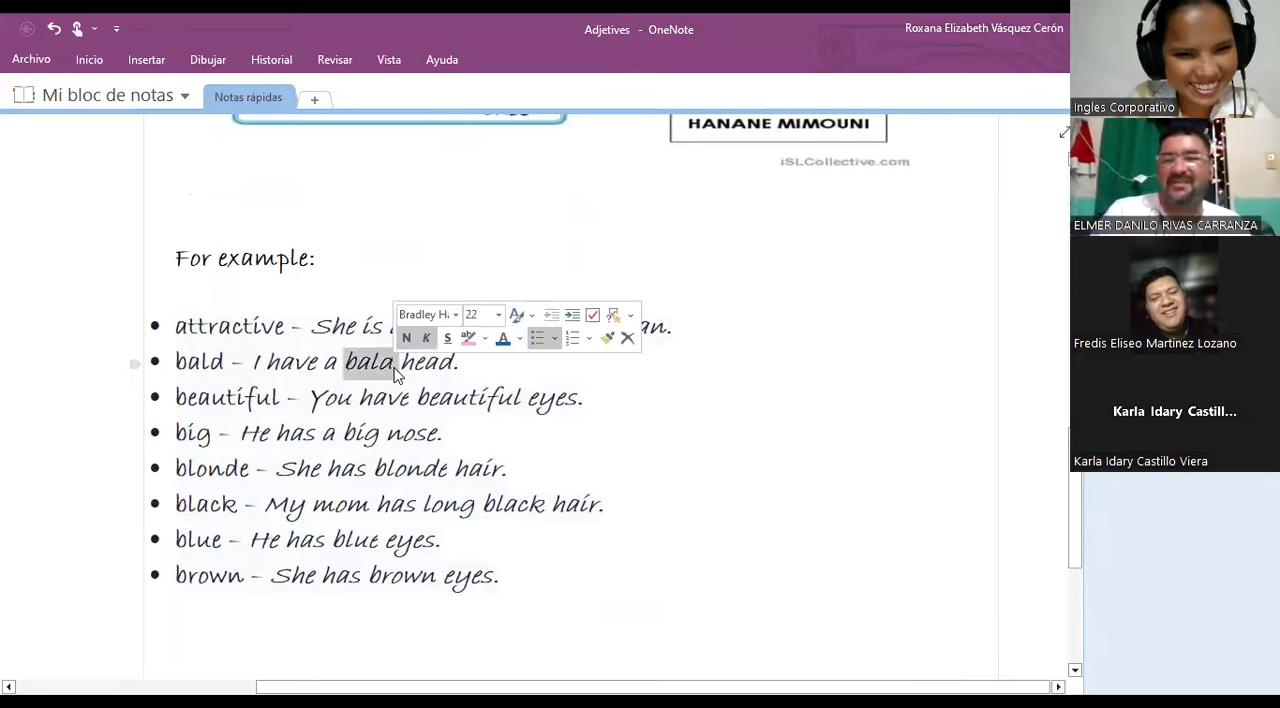 Adjetives - OneNote
Roxana Elizabeth Vásquez Cerón
Archivo Inicio Insertar Dibujar Historial Revisar Vista Ayuda
Mi bloc de notas Notas rápidas
HANANE MIMOUNI
iSLCollective.com
For example:
Bradley Hi 22
N K S
attractive - She is an.
bald - I have a bala head.
beautiful - You have beautiful eyes.
big - He has a big nose.
blonde - She has blonde hair.
black - My mom has long black hair.
blue - He has blue eyes.
brown - She has brown eyes.
Ingles Corporativo
ELMER DANILO RIVAS CARRANZA
Fredis Eliseo Martinez Lozano
Karla Idary Castill...
Karla Idary Castillo Viera